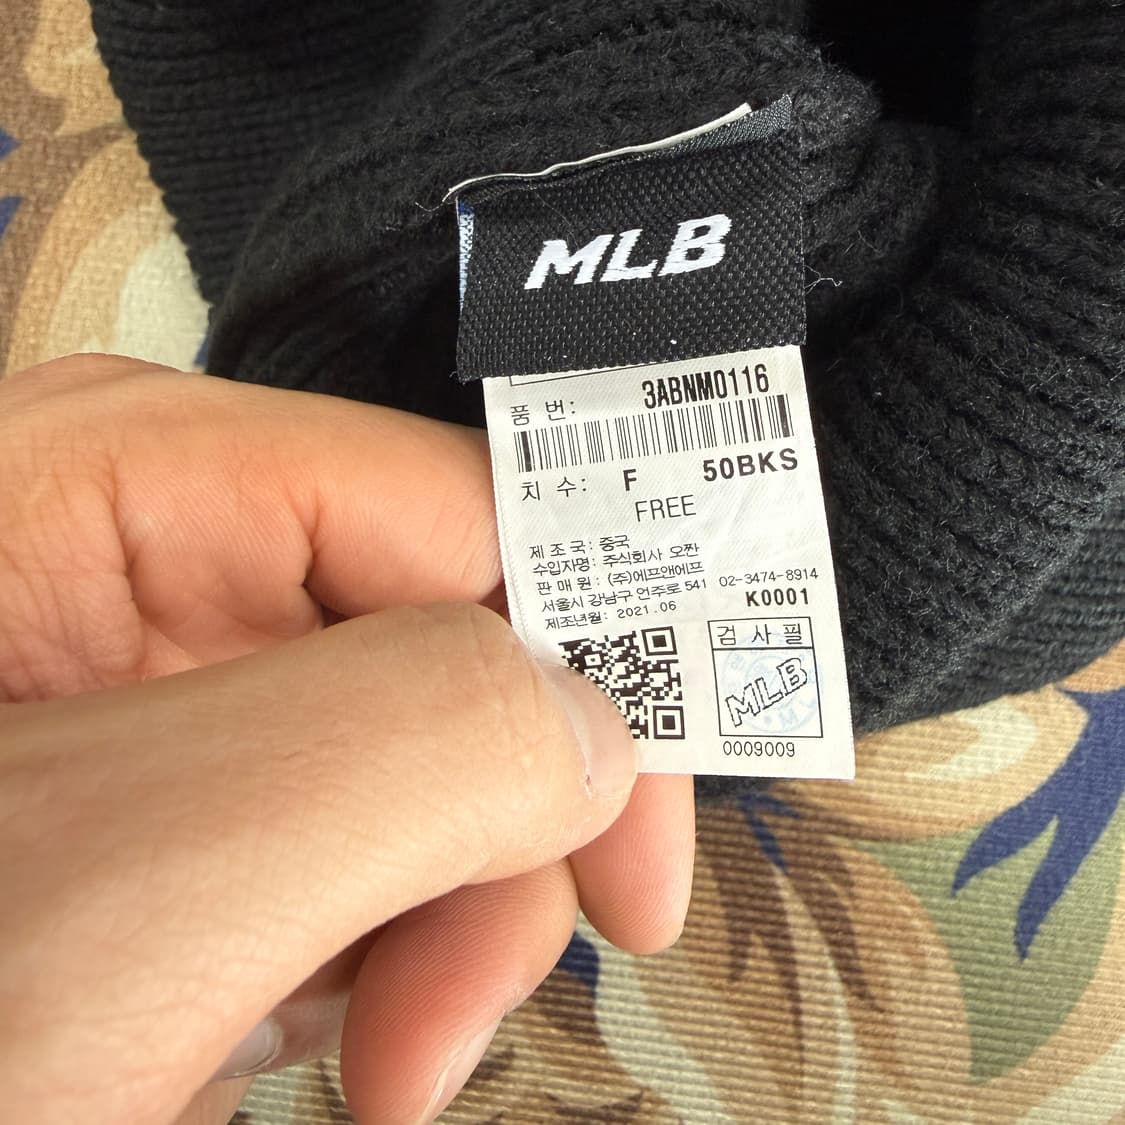 MLB
품 번: 3ABNM0116
치 수: F 50BKS
FREE
제 조 국: 중국
수입자명: 주식회사 오짠
판 매 원: (주)에프앤에프
서울시 강남구 언주로 541 02-3474-8914
제조년월: 2021.06 K0001
검 사 필
MLB
0009009